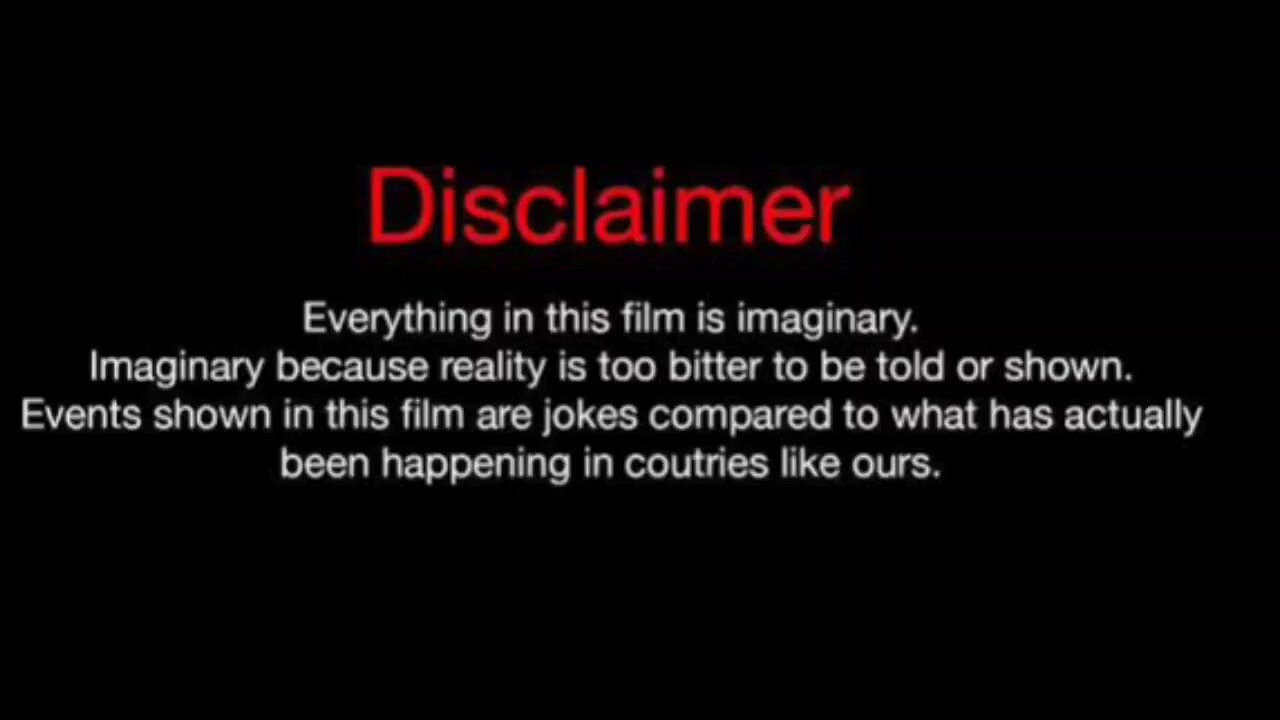 Disclaimer
Everything in this film is imaginary.
Imaginary because reality is too bitter to be told or shown.
Events shown in this film are jokes compared to what has actually
been happening in coutries like ours.